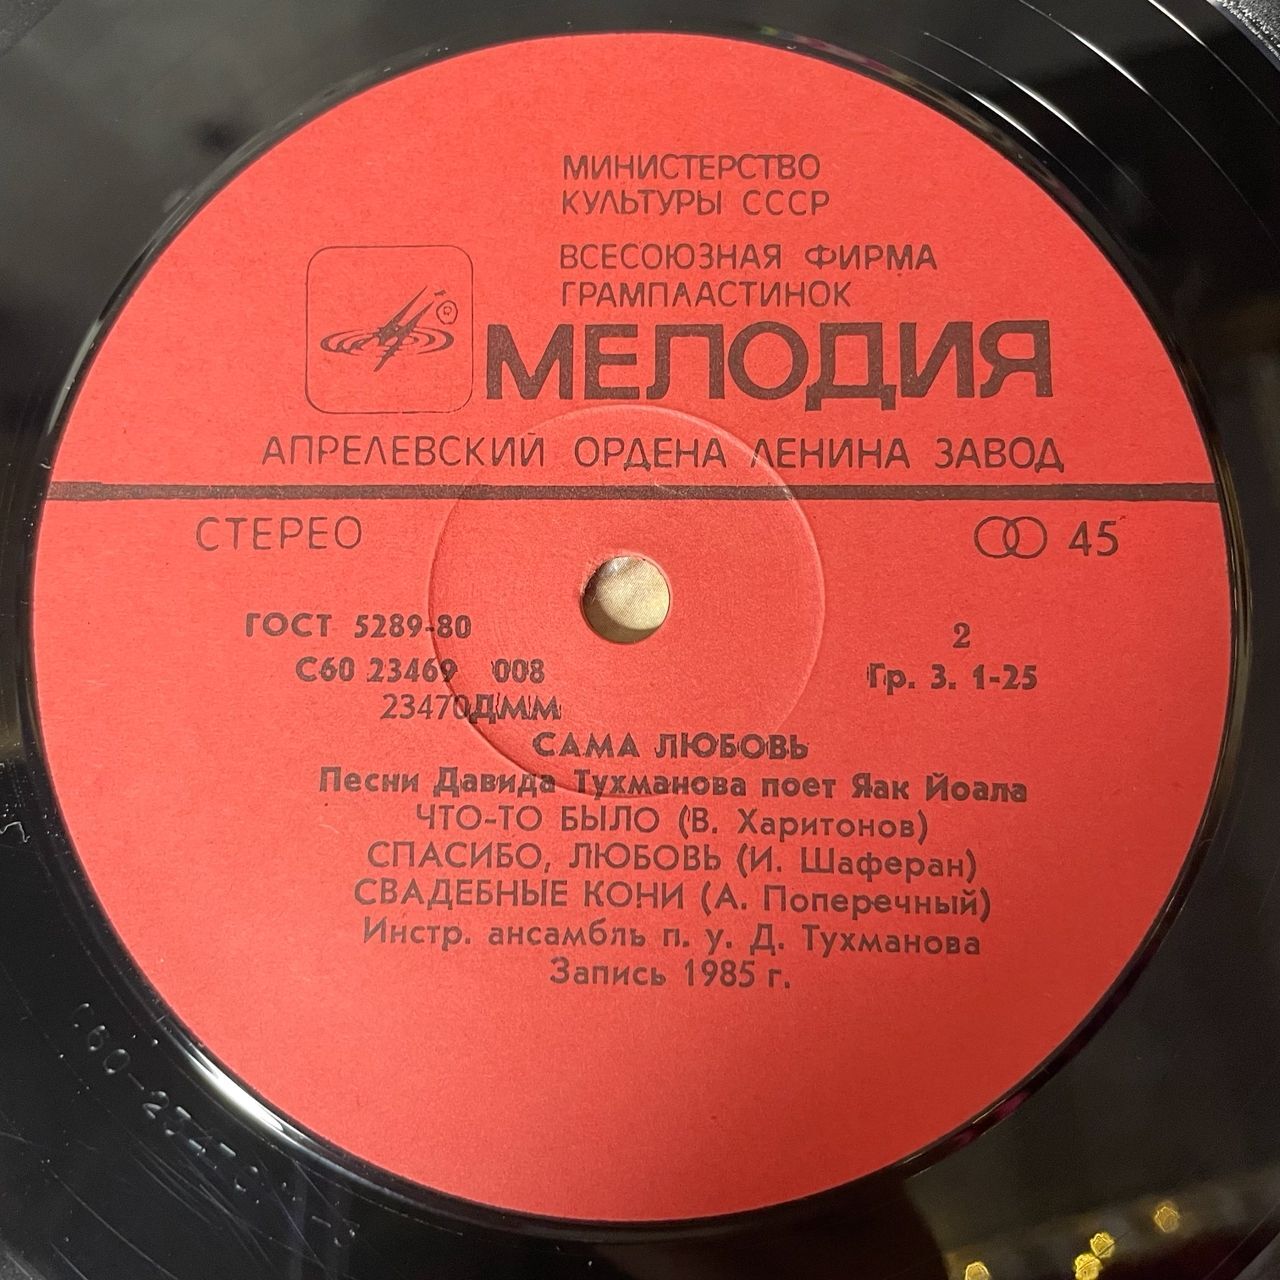 МИНИСТЕРСТВО
КУЛЬТУРЫ СССР
ВСЕСОЮЗНАЯ ФИРМА
ГРАМПЛАСТИНОК
МЕЛОДИЯ
АПРЕЛЕВСКИЙ ОРДЕНА ЛЕНИНА ЗАВОД
СТЕРЕО 45
ГОСТ 5289-80 2
С60 23469 008 Гр. 3. 1-25
23470ДММ
САМА ЛЮБОВЬ
Песни Давида Тухманова поет Яак Йоала
ЧТО-ТО БЫЛО (В. Харитонов)
СПАСИБО, ЛЮБОВЬ (И. Шаферан)
СВАДЕБНЫЕ КОНИ (А. Поперечный)
Инстр. ансамбль п. у. Д. Тухманова
Запись 1985 г.